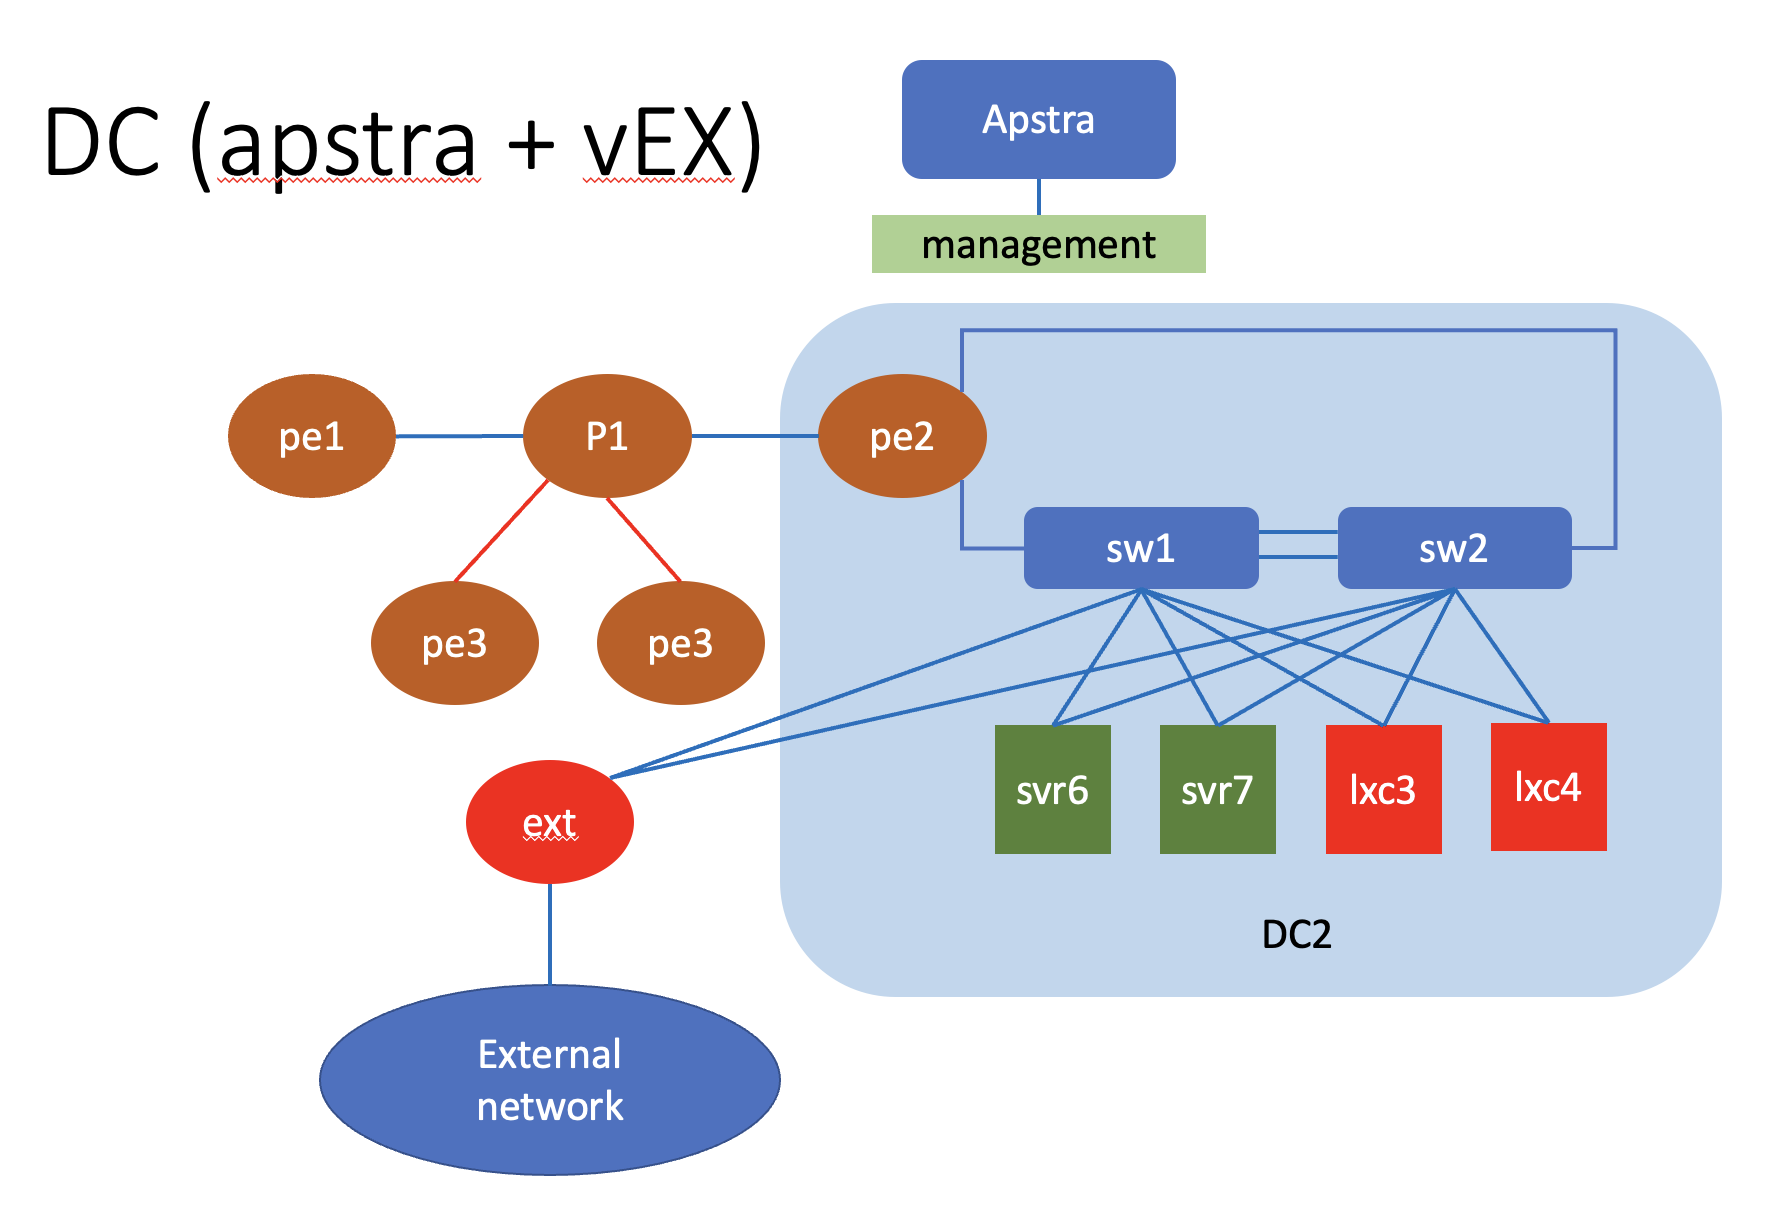 DC (apstra + vEX)
Apstra
management
pe1
P1
pe2
sw1
sw2
pe3
pe3
svr6
svr7
lxc3
lxc4
ext
DC2
External
network